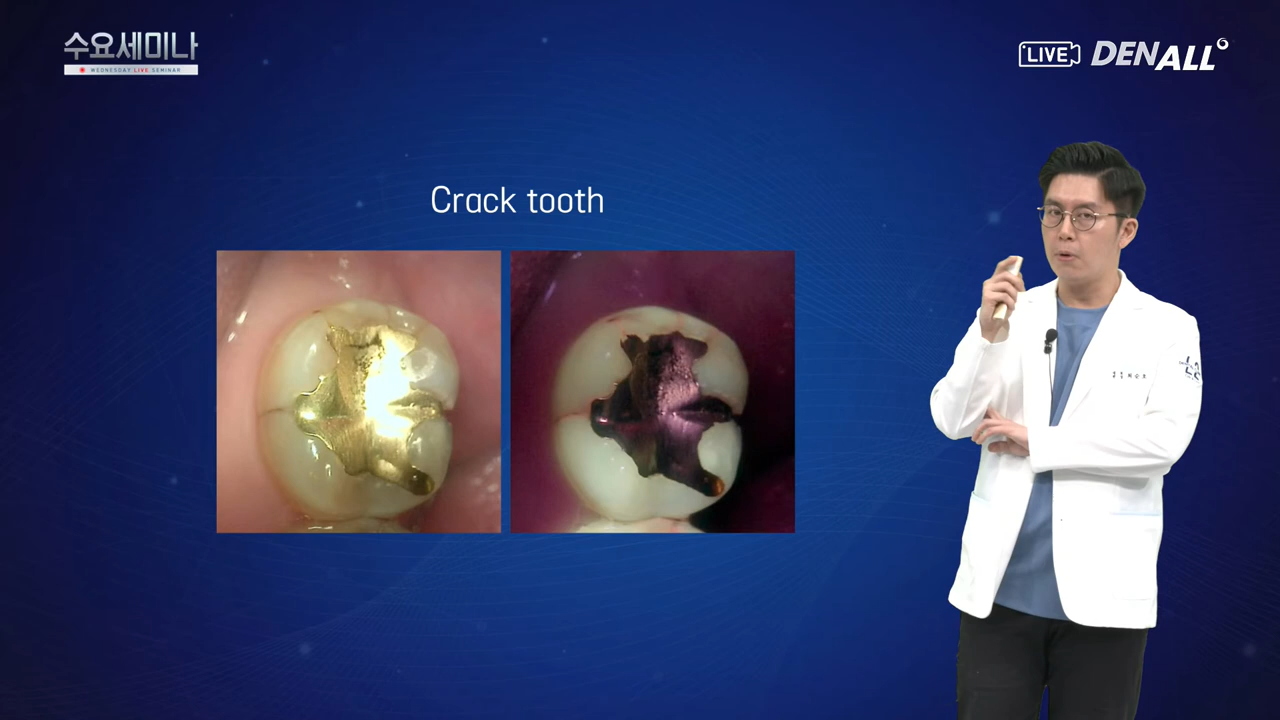 수요세미나
WEDNESDAY LIVE SEMINAR
LIVE
DENALL
Crack tooth